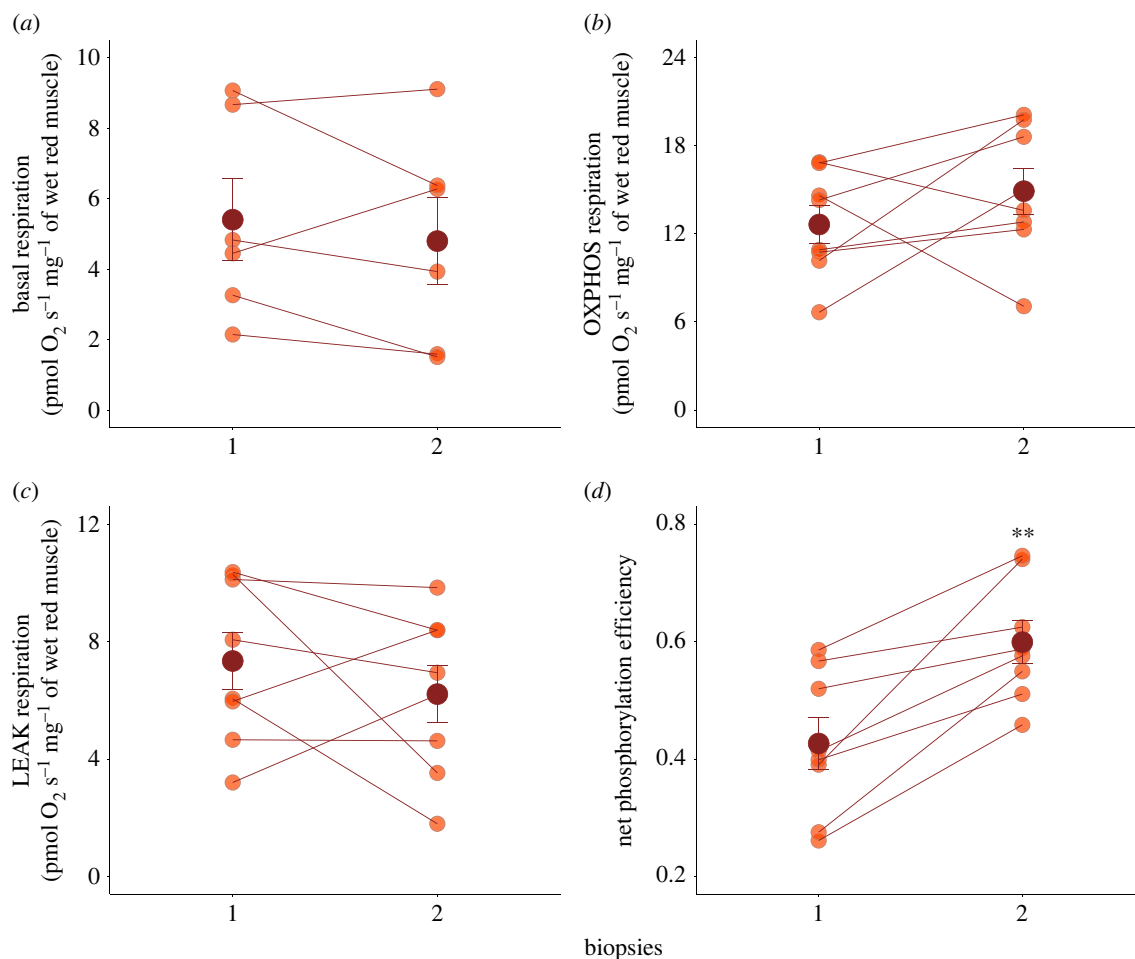 (a)
basal respiration
(pmol O₂ s⁻¹ mg⁻¹ of wet red muscle)
10
8
6
4
2
0
1
2
(b)
OXPHOS respiration
(pmol O₂ s⁻¹ mg⁻¹ of wet red muscle)
24
18
12
6
0
1
2
(c)
LEAK respiration
(pmol O₂ s⁻¹ mg⁻¹ of wet red muscle)
12
8
4
0
1
2
(d)
net phosphorylation efficiency
0.8
0.6
0.4
0.2
**
1
2
biopsies